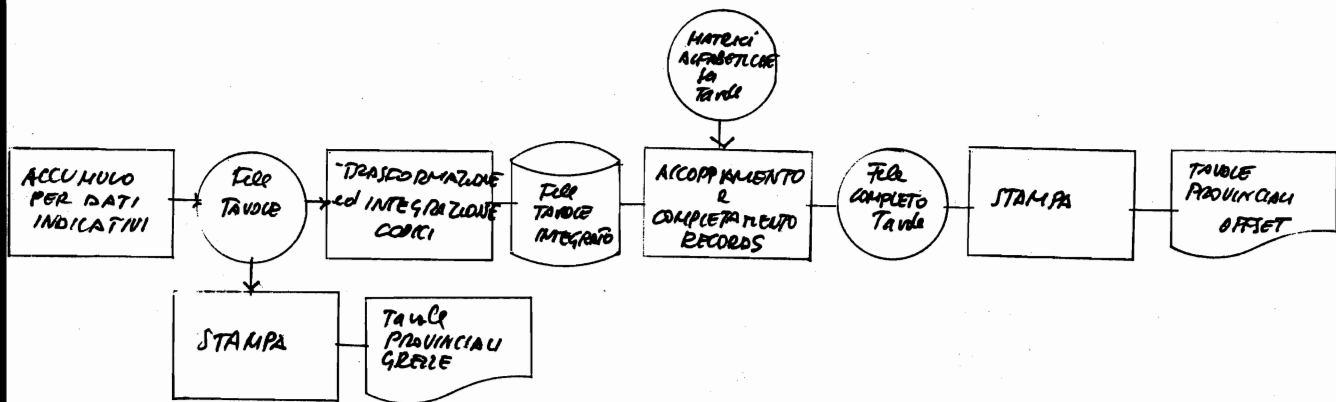 MATRICI
ALFABETICHE
per
Tavole
ACCUMULO
PER DATI
INDICATIVI
File
TAVOLE
TRASFORMAZIONE
ed INTEGRAZIONE
CODICI
File
TAVOLE
INTEGRATO
ACCOPPIAMENTO
E
COMPLETAMENTO
RECORDS
File
COMPLETO
Tavole
STAMPA
TAVOLE
PROVINCIALI
OFFSET
STAMPA
Tavole
PROVINCIALI
GREZZE